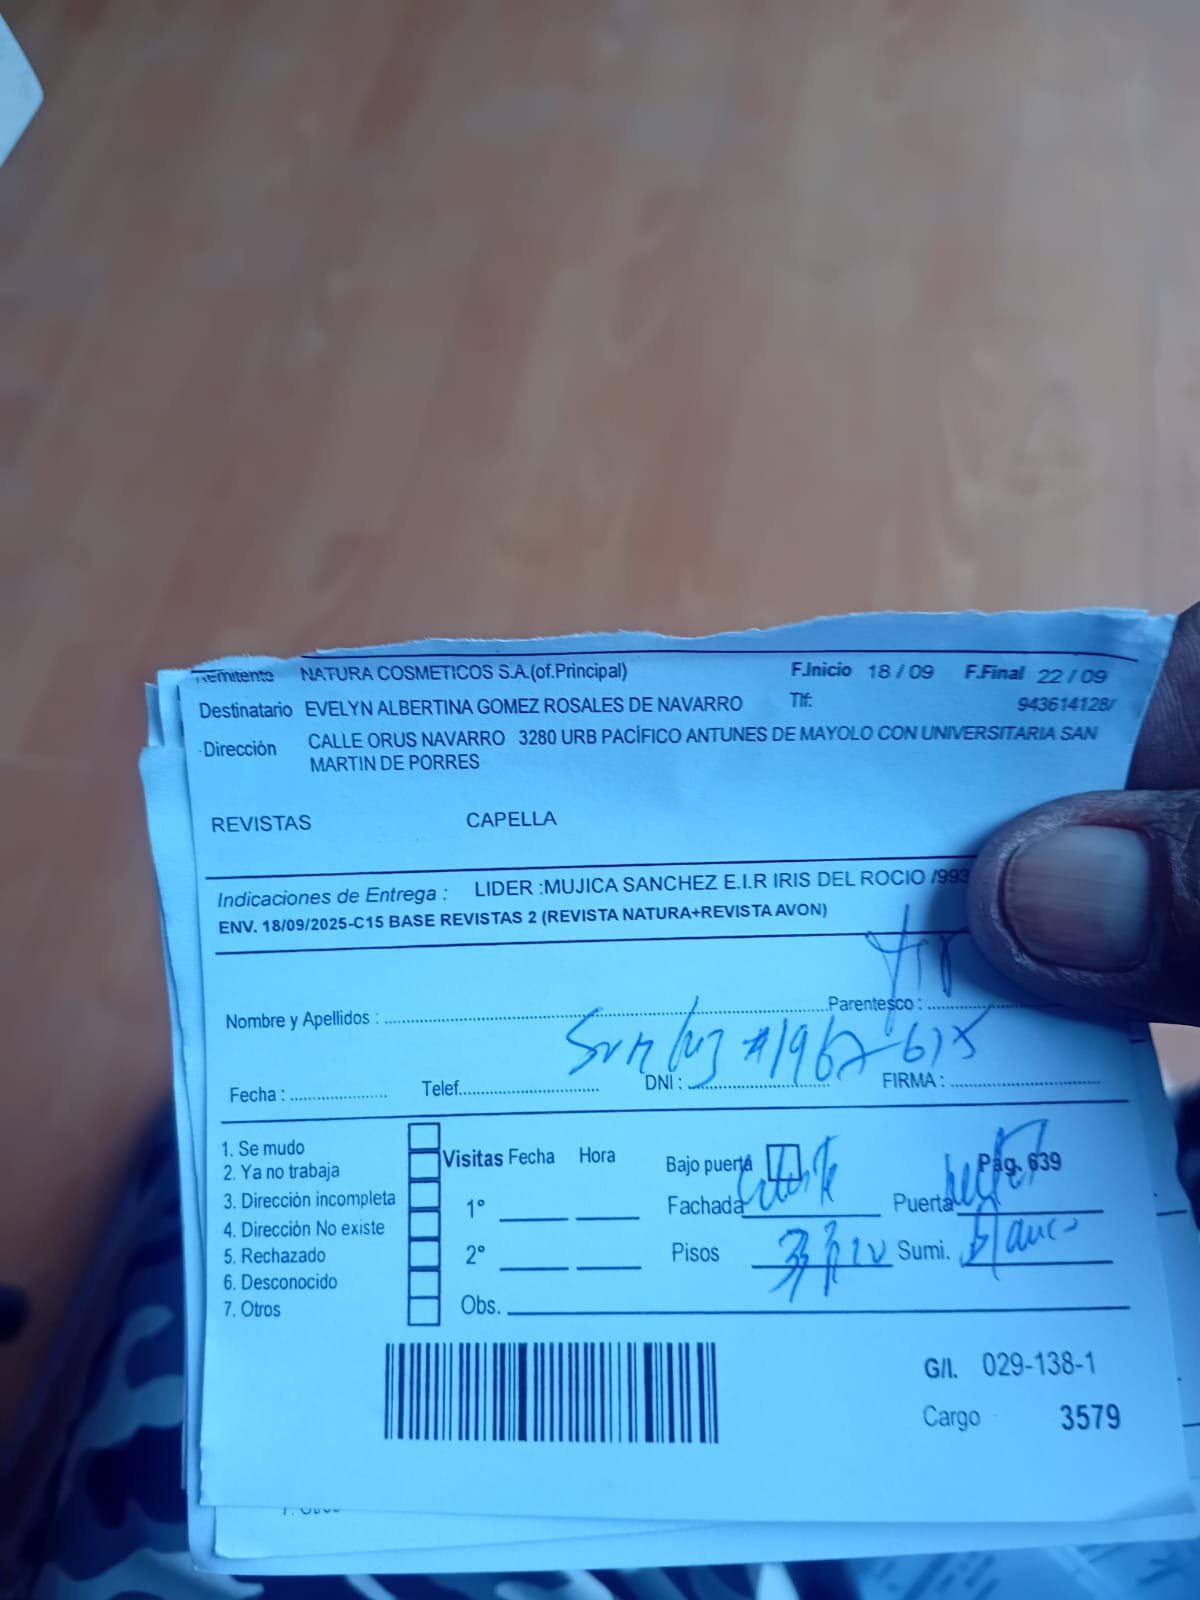 Remitente NATURA COSMETICOS S.A.(of.Principal) F.Inicio 18 / 09 F.Final 22 / 09
Destinatario EVELYN ALBERTINA GOMEZ ROSALES DE NAVARRO Tlf: 943614128/
Dirección CALLE ORUS NAVARRO 3280 URB PACÍFICO ANTUNES DE MAYOLO CON UNIVERSITARIA SAN
MARTIN DE PORRES
REVISTAS CAPELLA
Indicaciones de Entrega : LIDER :MUJICA SANCHEZ E.I.R IRIS DEL ROCIO /993
ENV. 18/09/2025-C15 BASE REVISTAS 2 (REVISTA NATURA+REVISTA AVON)
Nombre y Apellidos : Parentesco :
Fecha : Telef. DNI : FIRMA :
1. Se mudo
2. Ya no trabaja
3. Dirección incompleta
4. Dirección No existe
5. Rechazado
6. Desconocido
7. Otros
Visitas Fecha Hora
1°
2°
Obs.
Bajo puerta Pág. 639
Fachada Puerta
Pisos Sumi. Blanco
G/I. 029-138-1
Cargo 3579